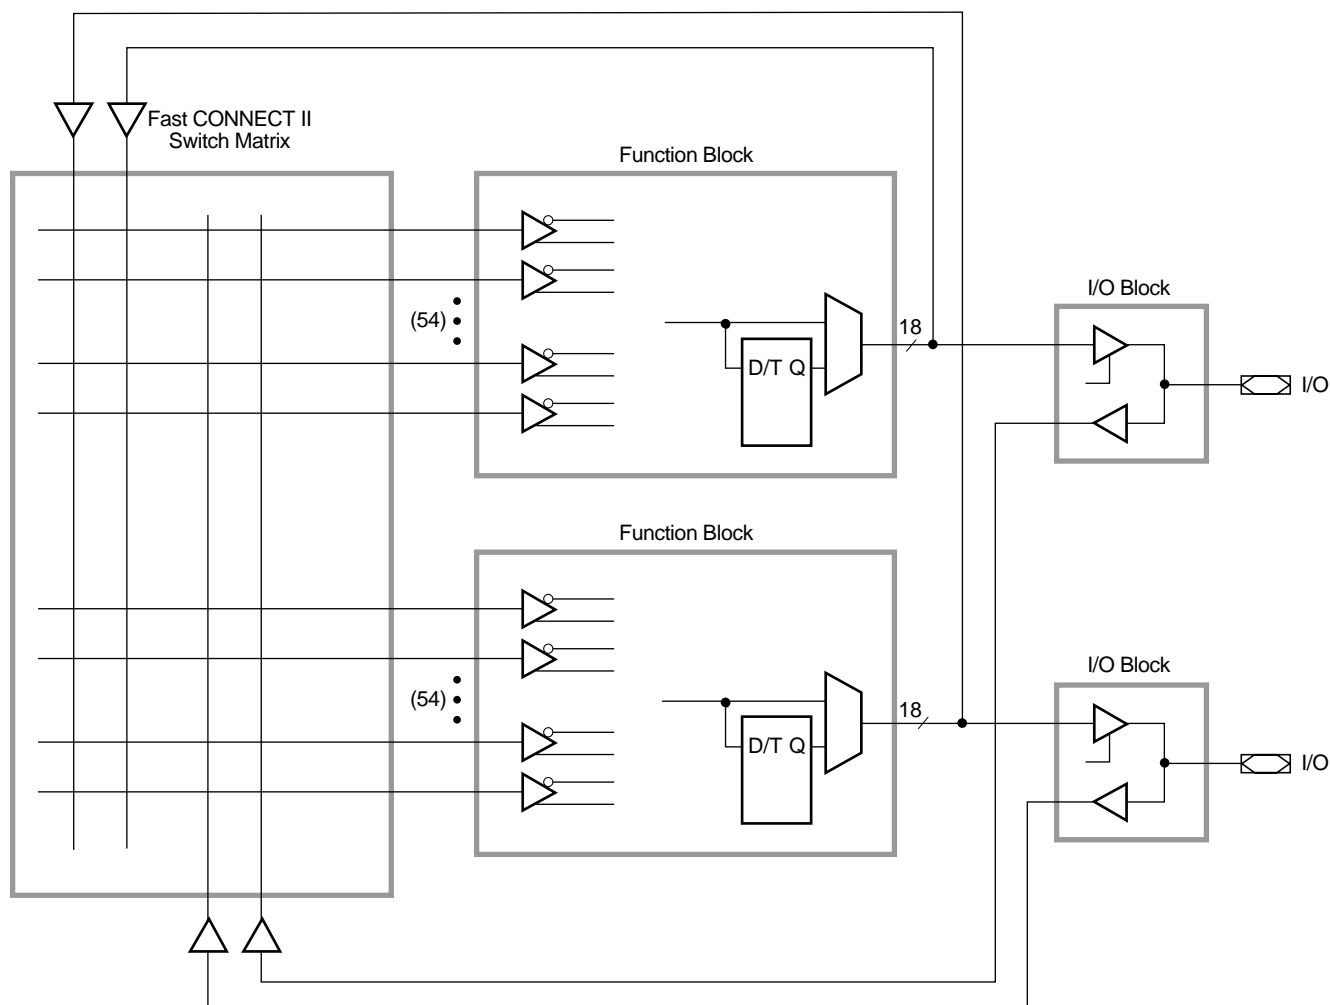 Fast CONNECT II
Switch Matrix
Function Block
I/O Block
(54)
18
D/T Q
I/O
Function Block
I/O Block
(54)
18
D/T Q
I/O